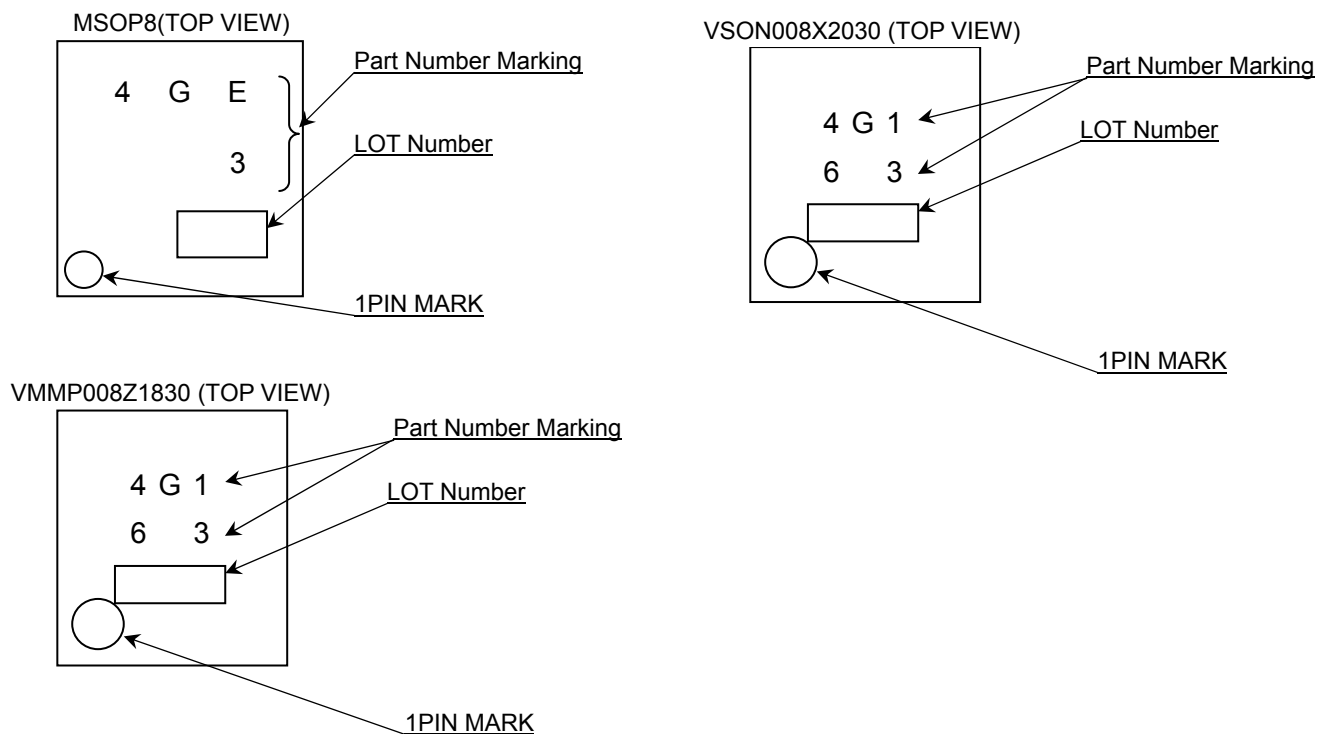 MSOP8(TOP VIEW)
Part Number Marking
4 G E
3
LOT Number
1PIN MARK
VSON008X2030 (TOP VIEW)
Part Number Marking
4 G 1
6 3
LOT Number
1PIN MARK
VMMP008Z1830 (TOP VIEW)
Part Number Marking
4 G 1
6 3
LOT Number
1PIN MARK